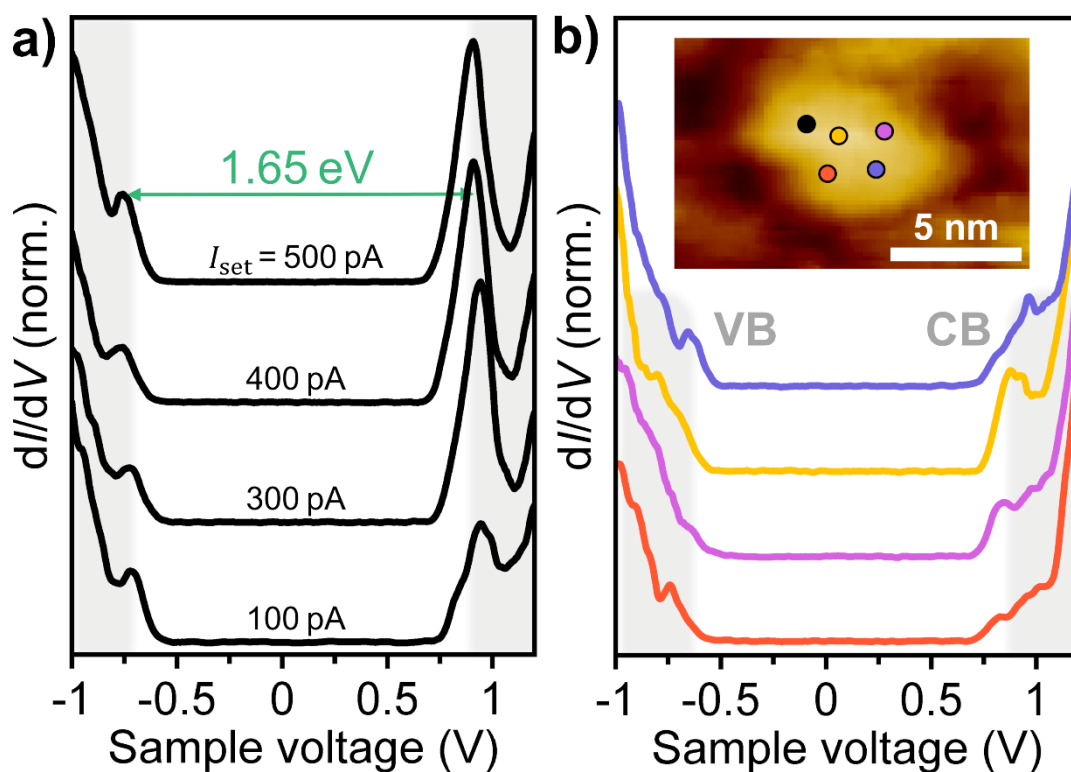 a)
1.65 eV
Iset = 500 pA
400 pA
300 pA
100 pA
dI/dV (norm.)
-1 -0.5 0 0.5 1
Sample voltage (V)
b)
5 nm
VB CB
dI/dV (norm.)
-1 -0.5 0 0.5 1
Sample voltage (V)